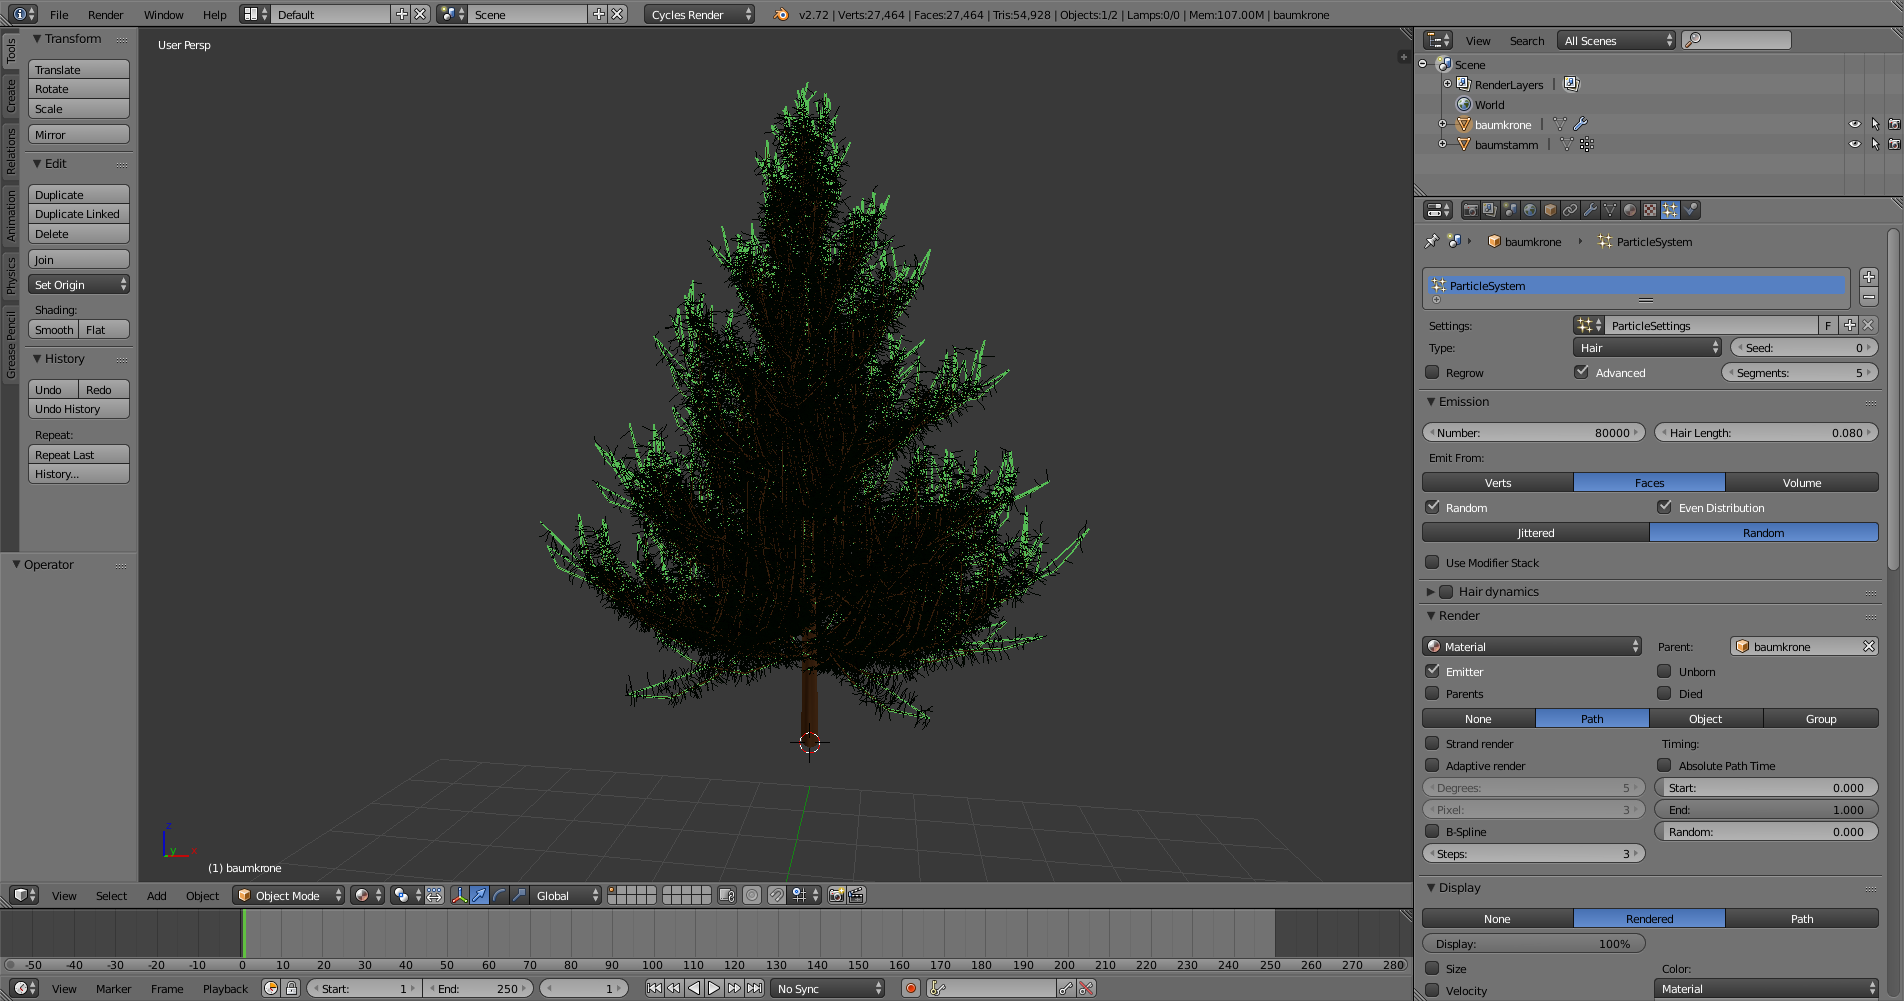 File Render Window Help Default Scene Cycles Render v2.72 | Verts:27,464 | Faces:27,464 | Tris:54,928 | Objects:1/2 | Lamps:0/0 | Mem:107.00M | baumkrone
Tools
Create
Relations
Animation
Physics
Grease Pencil
Transform
Translate
Rotate
Scale
Mirror
Edit
Duplicate
Duplicate Linked
Delete
Join
Set Origin
Shading:
Smooth Flat
History
Undo Redo
Undo History
Repeat:
Repeat Last
History...
Operator
User Persp
z
y
(1) baumkrone
View Select Add Object Object Mode Global
-50 -40 -30 -20 -10 0 10 20 30 40 50 60 70 80 90 100 110 120 130 140 150 160 170 180 190 200 210 220 230 240 250 260 270 280
View Marker Frame Playback Start: 1 End: 250 1 No Sync
View Search All Scenes
Scene
RenderLayers |
World
baumkrone |
baumstamm |
baumkrone ParticleSystem
ParticleSystem
Settings: ParticleSettings F
Type: Hair Seed: 0
Regrow Advanced Segments: 5
Emission
Number: 80000 Hair Length: 0.080
Emit From:
Verts Faces Volume
Random Even Distribution
Jittered Random
Use Modifier Stack
Hair dynamics
Render
Material Parent: baumkrone
Emitter Unborn
Parents Died
None Path Object Group
Strand render Timing:
Adaptive render Absolute Path Time
Degrees: 5 Start: 0.000
Pixel: 3 End: 1.000
B-Spline Random: 0.000
Steps: 3
Display
None Rendered Path
Display: 100%
Size Color:
Velocity Material